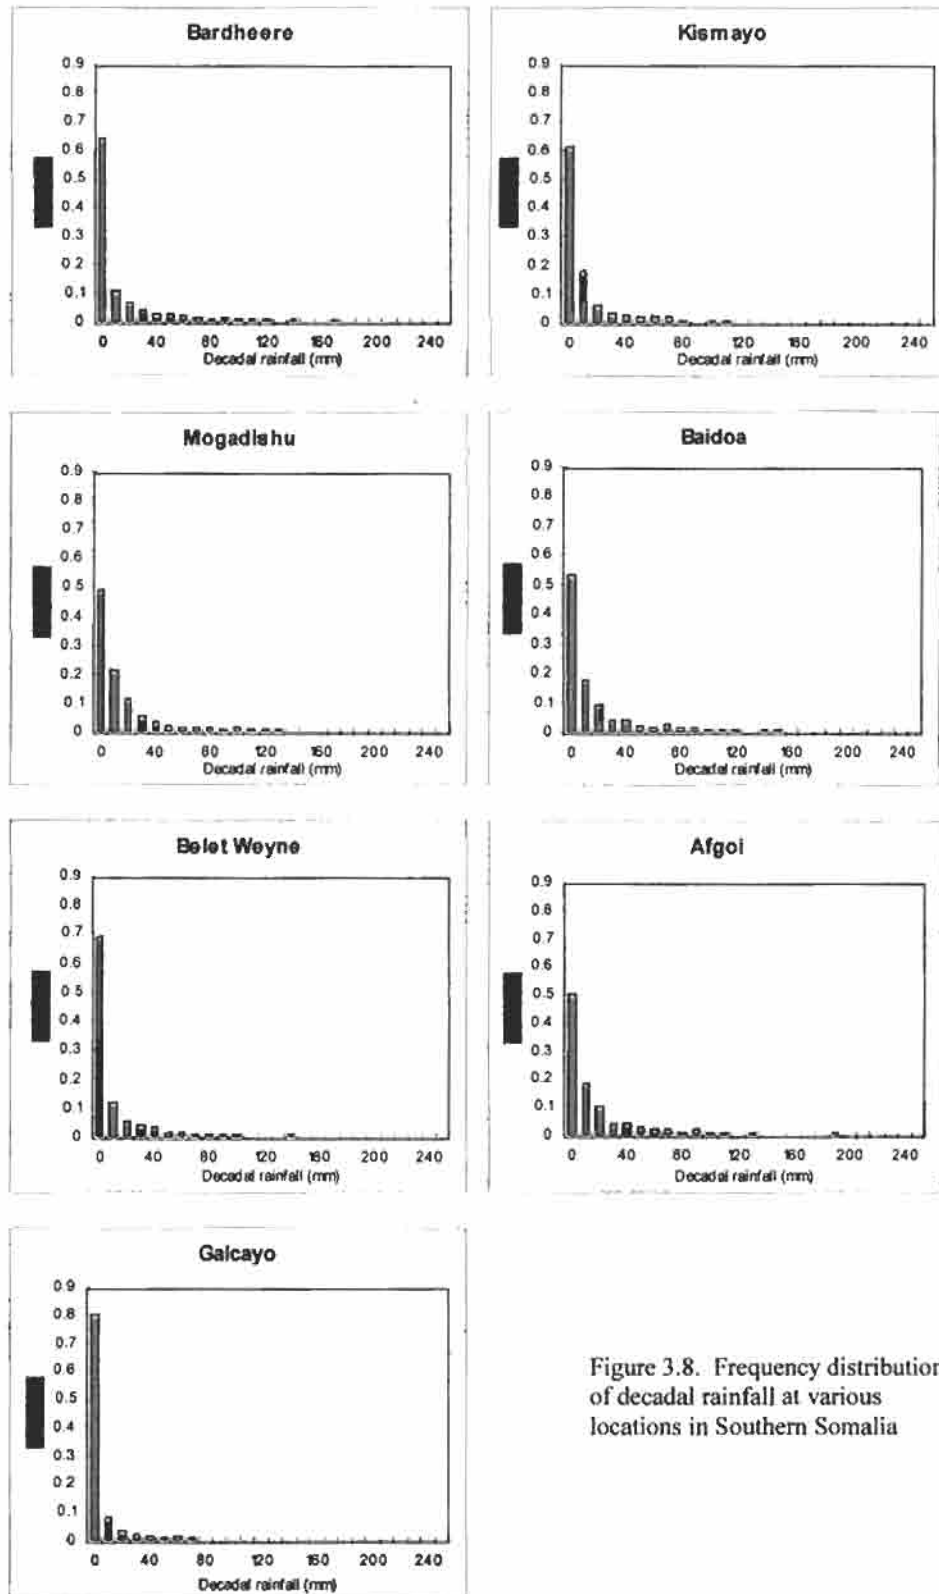 Bardheere
0.9
0.8
0.7
0.6
0.5
0.4
0.3
0.2
0.1
0
0 40 80 120 160 200 240
Decadal rainfall (mm)
Kismayo
0.9
0.8
0.7
0.6
0.5
0.4
0.3
0.2
0.1
0
0 40 80 120 160 200 240
Decadal rainfall (mm)
Mogadishu
0.9
0.8
0.7
0.6
0.5
0.4
0.3
0.2
0.1
0
0 40 80 120 160 200 240
Decadal rainfall (mm)
Baidoa
0.9
0.8
0.7
0.6
0.5
0.4
0.3
0.2
0.1
0
0 40 80 120 160 200 240
Decadal rainfall (mm)
Belet Weyne
0.9
0.8
0.7
0.6
0.5
0.4
0.3
0.2
0.1
0
0 40 80 120 160 200 240
Decadal rainfall (mm)
Afgoi
0.9
0.8
0.7
0.6
0.5
0.4
0.3
0.2
0.1
0
0 40 80 120 160 200 240
Decadal rainfall (mm)
Galcayo
0.9
0.8
0.7
0.6
0.5
0.4
0.3
0.2
0.1
0
0 40 80 120 160 200 240
Decadal rainfall (mm)
Figure 3.8. Frequency distribution
of decadal rainfall at various
locations in Southern Somalia